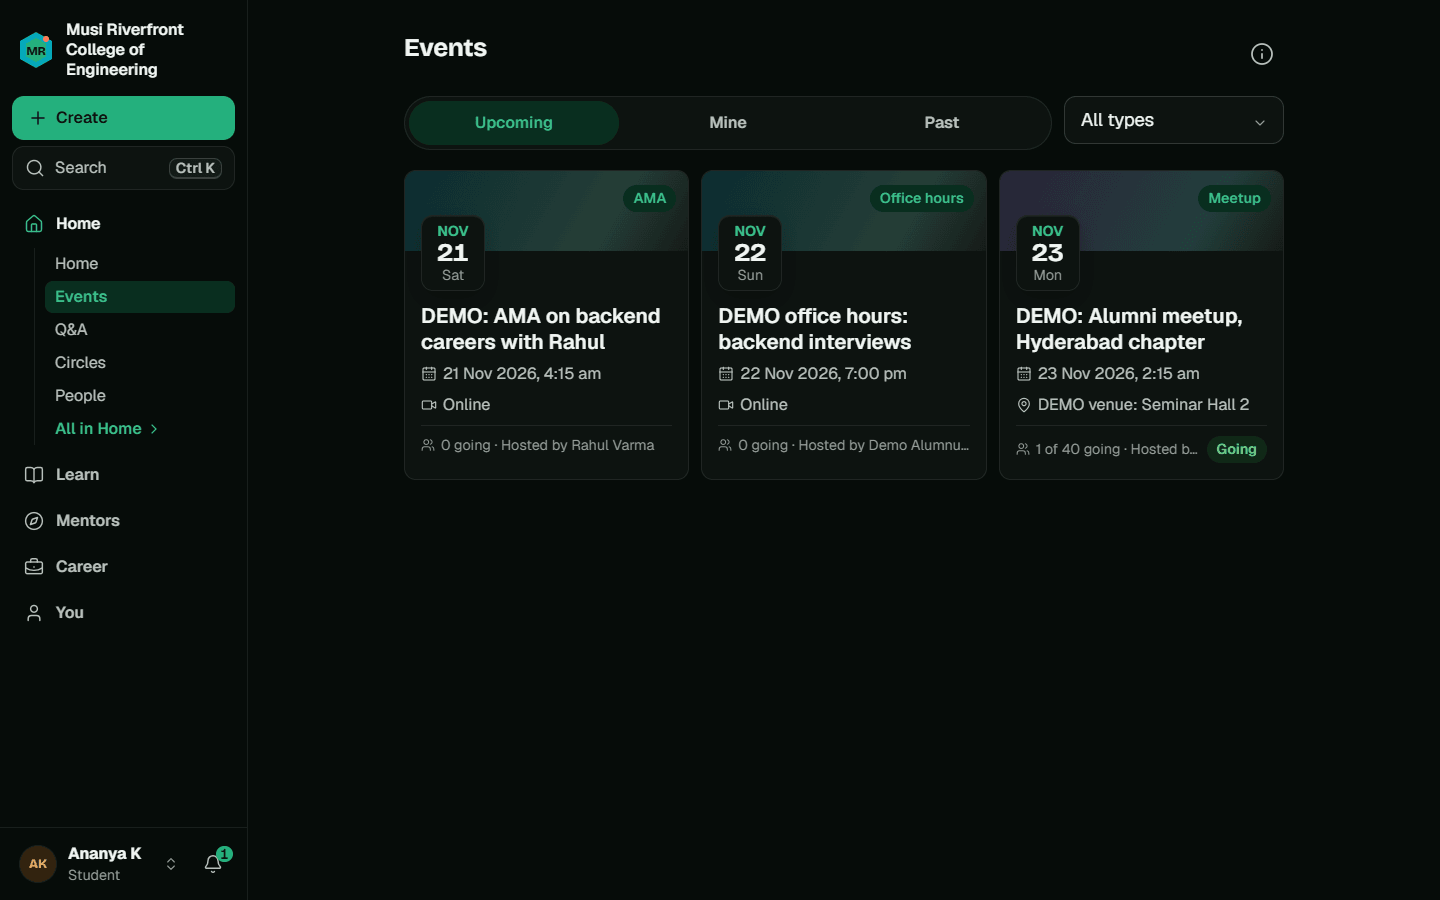 MR
Musi Riverfront
College of
Engineering
Create
Search
Ctrl K
Home
Home
Events
Q&A
Circles
People
All in Home
Learn
Mentors
Career
You
AK
Ananya K
Student
1
Events
Upcoming
Mine
Past
All types
AMA
NOV
21
Sat
DEMO: AMA on backend
careers with Rahul
21 Nov 2026, 4:15 am
Online
0 going · Hosted by Rahul Varma
Office hours
NOV
22
Sun
DEMO office hours:
backend interviews
22 Nov 2026, 7:00 pm
Online
0 going · Hosted by Demo Alumnu...
Meetup
NOV
23
Mon
DEMO: Alumni meetup,
Hyderabad chapter
23 Nov 2026, 2:15 am
DEMO venue: Seminar Hall 2
1 of 40 going · Hosted b...
Going